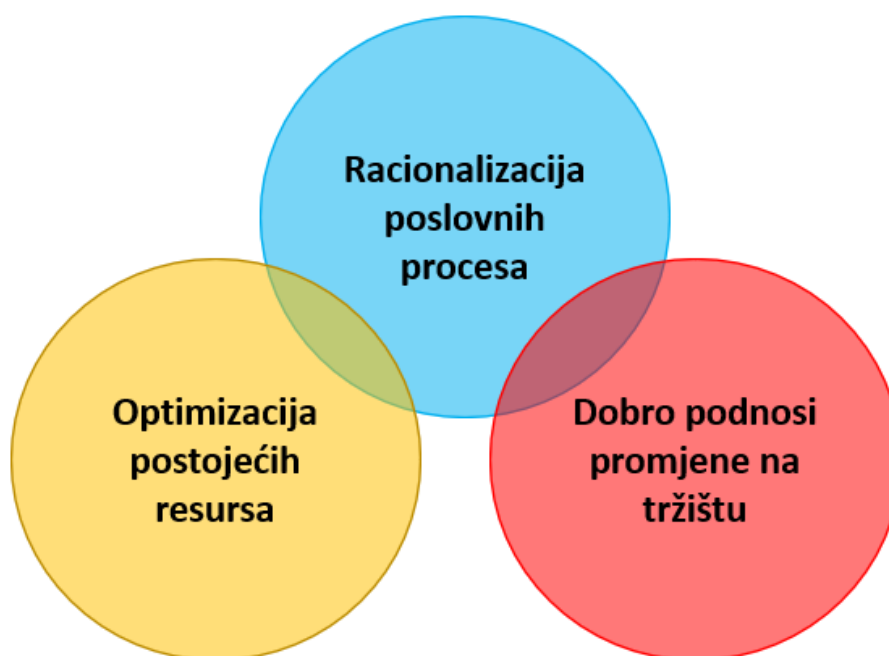 Racionalizacija
poslovnih
procesa
Optimizacija
postojećih
resursa
Dobro podnosi
promjene na
tržištu